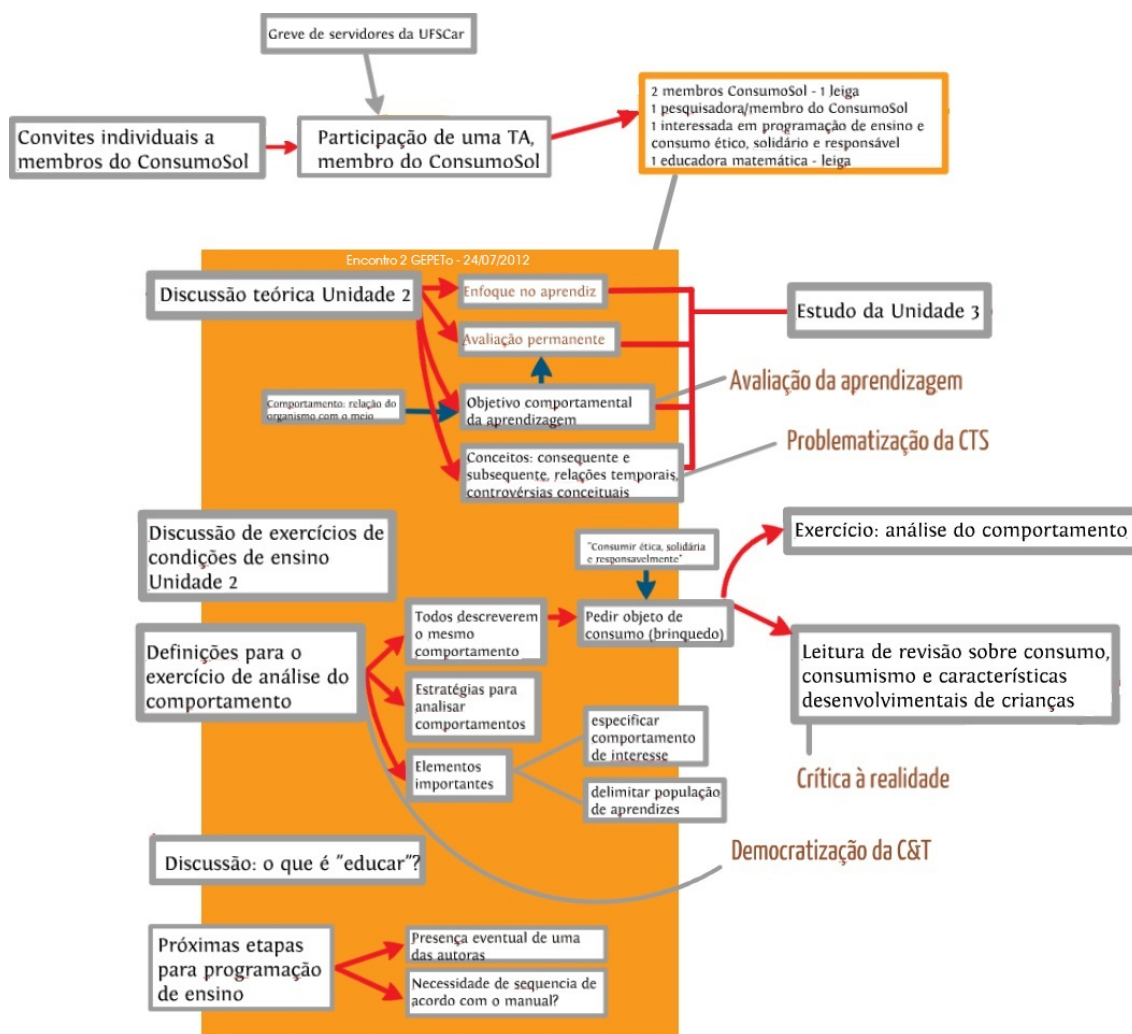 Greve de servidores da UFSCar
Convites individuais a
membros do ConsumoSol
Participação de uma TA,
membro do ConsumoSol
2 membros ConsumoSol - 1 leiga
1 pesquisadora/membro do ConsumoSol
1 interessada em programação de ensino e
consumo ético, solidário e responsável
1 educadora matemática - leiga
Encontro 2 GEPETo - 24/07/2012
Discussão teórica Unidade 2
Enfoque no aprendiz
Avaliação permanente
Estudo da Unidade 3
Comportamento: relação do
organismo com o meio
Objetivo comportamental
da aprendizagem
Avaliação da aprendizagem
Conceitos: consequente e
subsequente, relações temporais,
controvérsias conceituais
Problematização da CTS
Discussão de exercícios de
condições de ensino
Unidade 2
"Consumir ética, solidária
e responsavelmente"
Exercício: análise do comportamento
Definições para o
exercício de análise do
comportamento
Todos descreverem
o mesmo
comportamento
Pedir objeto de
consumo (brinquedo)
Leitura de revisão sobre consumo,
consumismo e características
desenvolvimentais de crianças
Estratégias para
analisar
comportamentos
Elementos
importantes
especificar
comportamento
de interesse
delimitar população
de aprendizes
Crítica à realidade
Democratização da C&T
Discussão: o que é "educar"?
Próximas etapas
para programação
de ensino
Presença eventual de uma
das autoras
Necessidade de sequencia de
acordo com o manual?